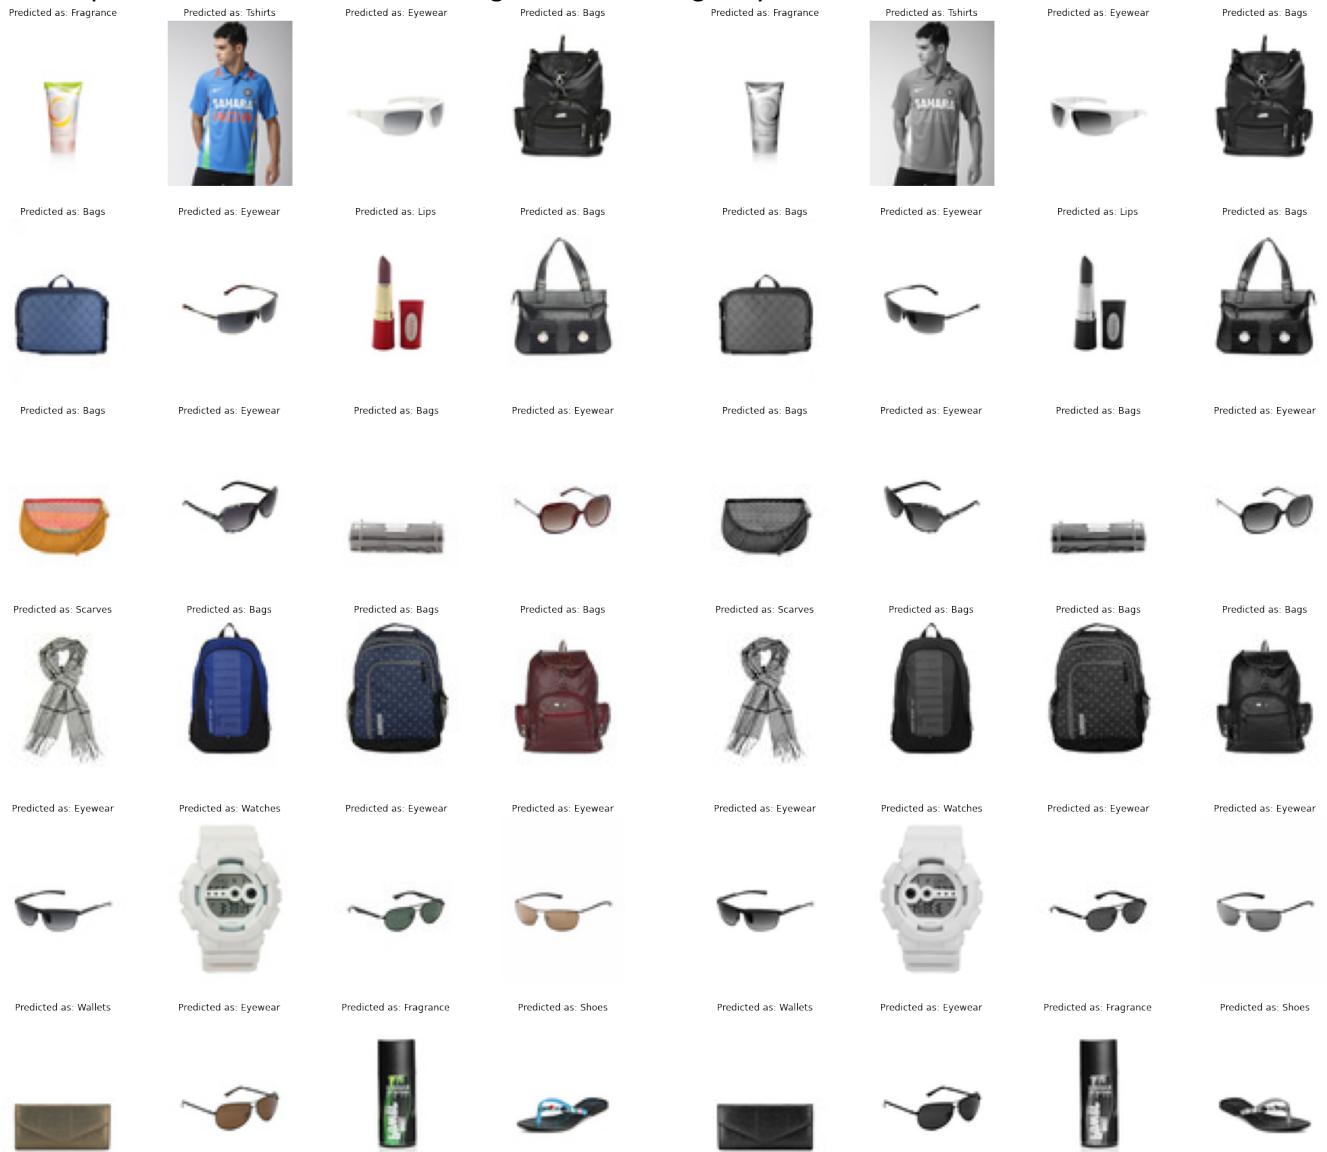 Predicted as: Fragrance Predicted as: Tshirts Predicted as: Eyewear Predicted as: Bags Predicted as: Fragrance Predicted as: Tshirts Predicted as: Eyewear Predicted as: Bags
SAHARA SAHARA
INDIA
Predicted as: Bags Predicted as: Eyewear Predicted as: Lips Predicted as: Bags Predicted as: Bags Predicted as: Eyewear Predicted as: Lips Predicted as: Bags
Predicted as: Bags Predicted as: Eyewear Predicted as: Bags Predicted as: Eyewear Predicted as: Bags Predicted as: Eyewear Predicted as: Bags Predicted as: Eyewear
Predicted as: Scarves Predicted as: Bags Predicted as: Bags Predicted as: Bags Predicted as: Scarves Predicted as: Bags Predicted as: Bags Predicted as: Bags
Predicted as: Eyewear Predicted as: Watches Predicted as: Eyewear Predicted as: Eyewear Predicted as: Eyewear Predicted as: Watches Predicted as: Eyewear Predicted as: Eyewear
Predicted as: Wallets Predicted as: Eyewear Predicted as: Fragrance Predicted as: Shoes Predicted as: Wallets Predicted as: Eyewear Predicted as: Fragrance Predicted as: Shoes